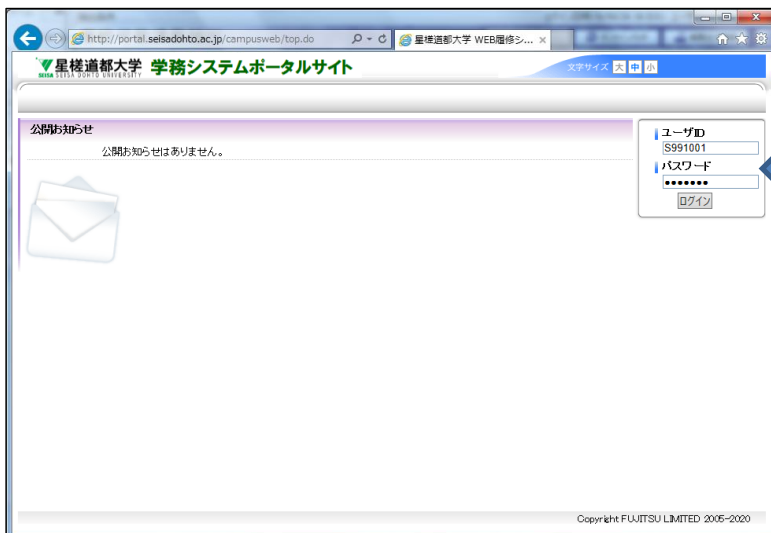 http://portal.seisadohto.ac.jp/campusweb/top.do
星槎道都大学 WEB履修シ...
星槎道都大学 学務システムポータルサイト
SEISA SEISA DOHTO UNIVERSITY
文字サイズ 大 中 小
公開お知らせ
公開お知らせはありません。
ユーザID
S991001
パスワード
•••••••
ログイン
Copyright FUJITSU LIMITED 2005-2020